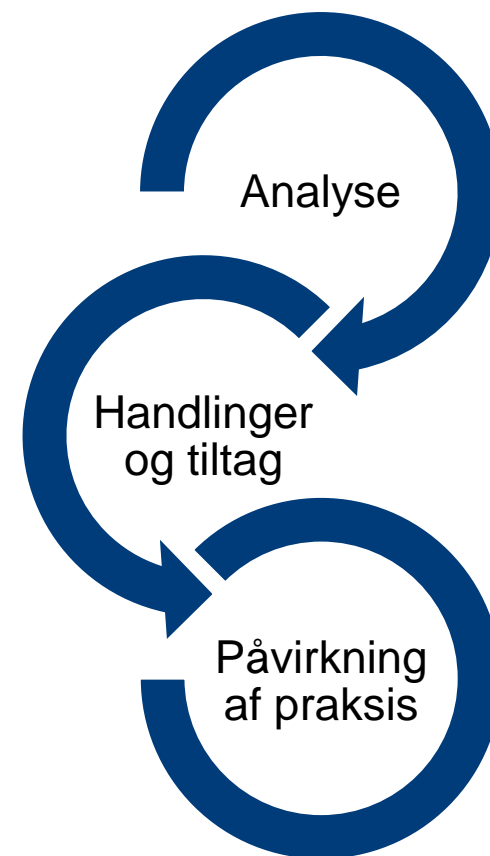 Analyse
Handlinger
og tiltag
Påvirkning
af praksis